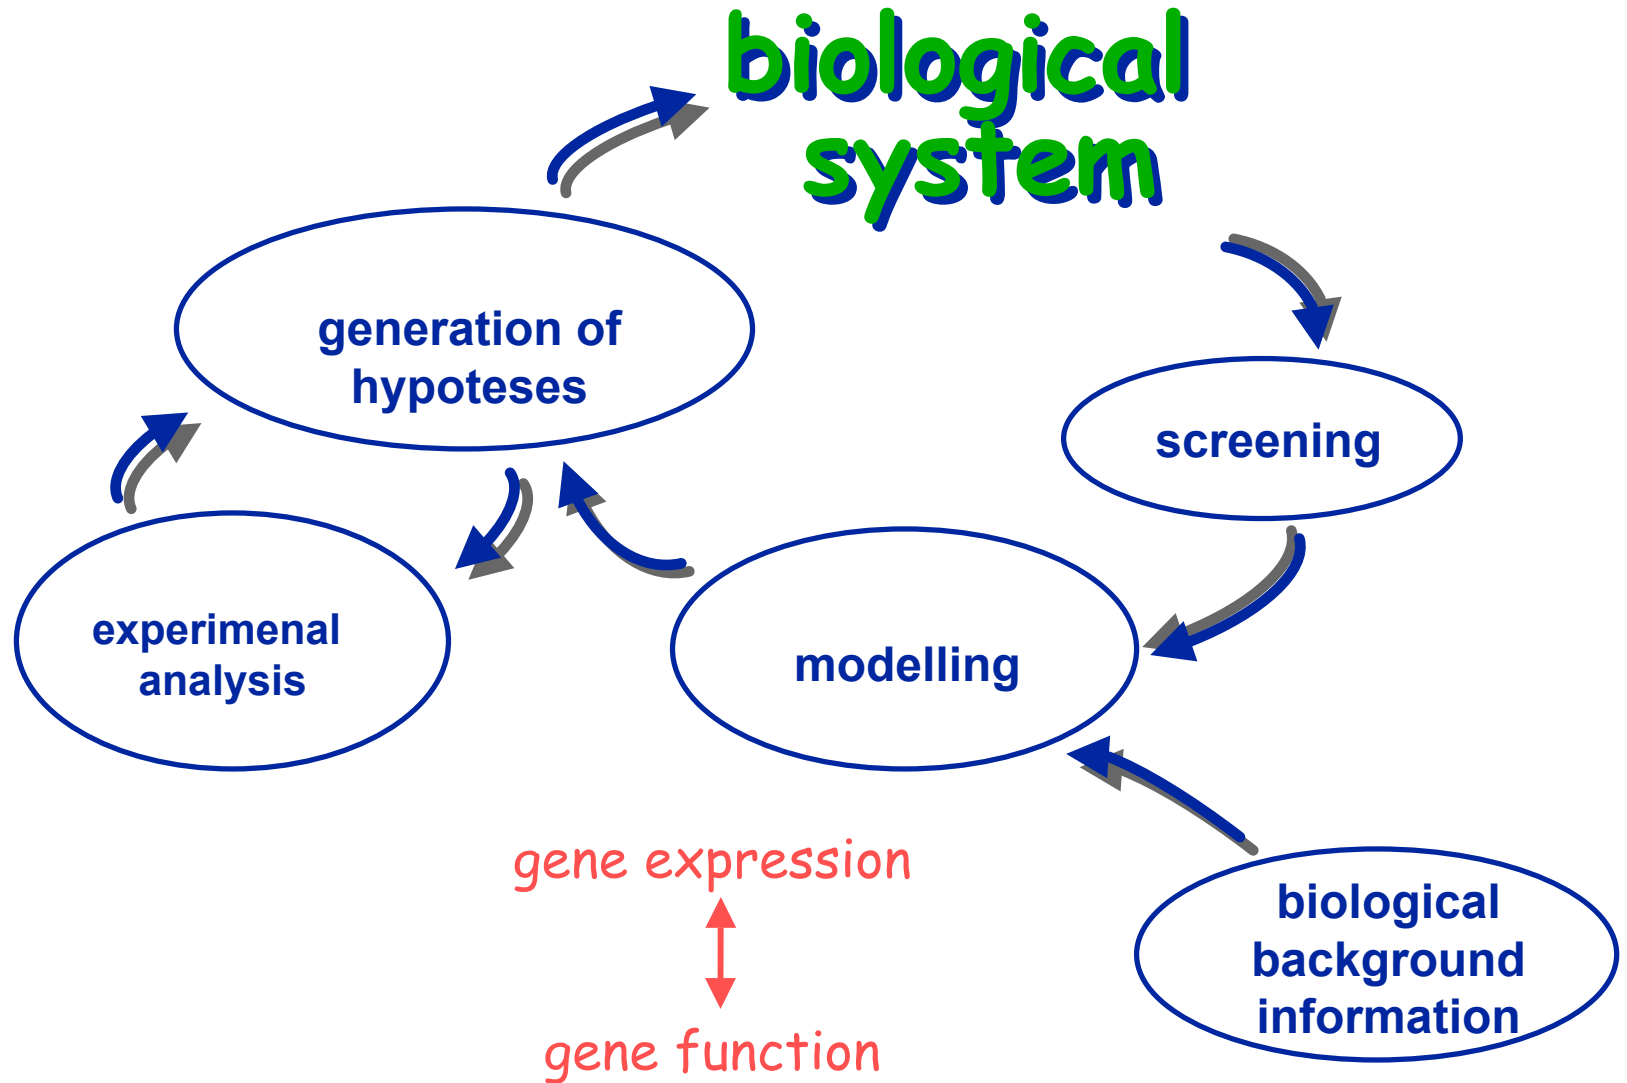 biological
system
generation of
hypoteses
screening
experimenal
analysis
modelling
gene expression
gene function
biological
background
information